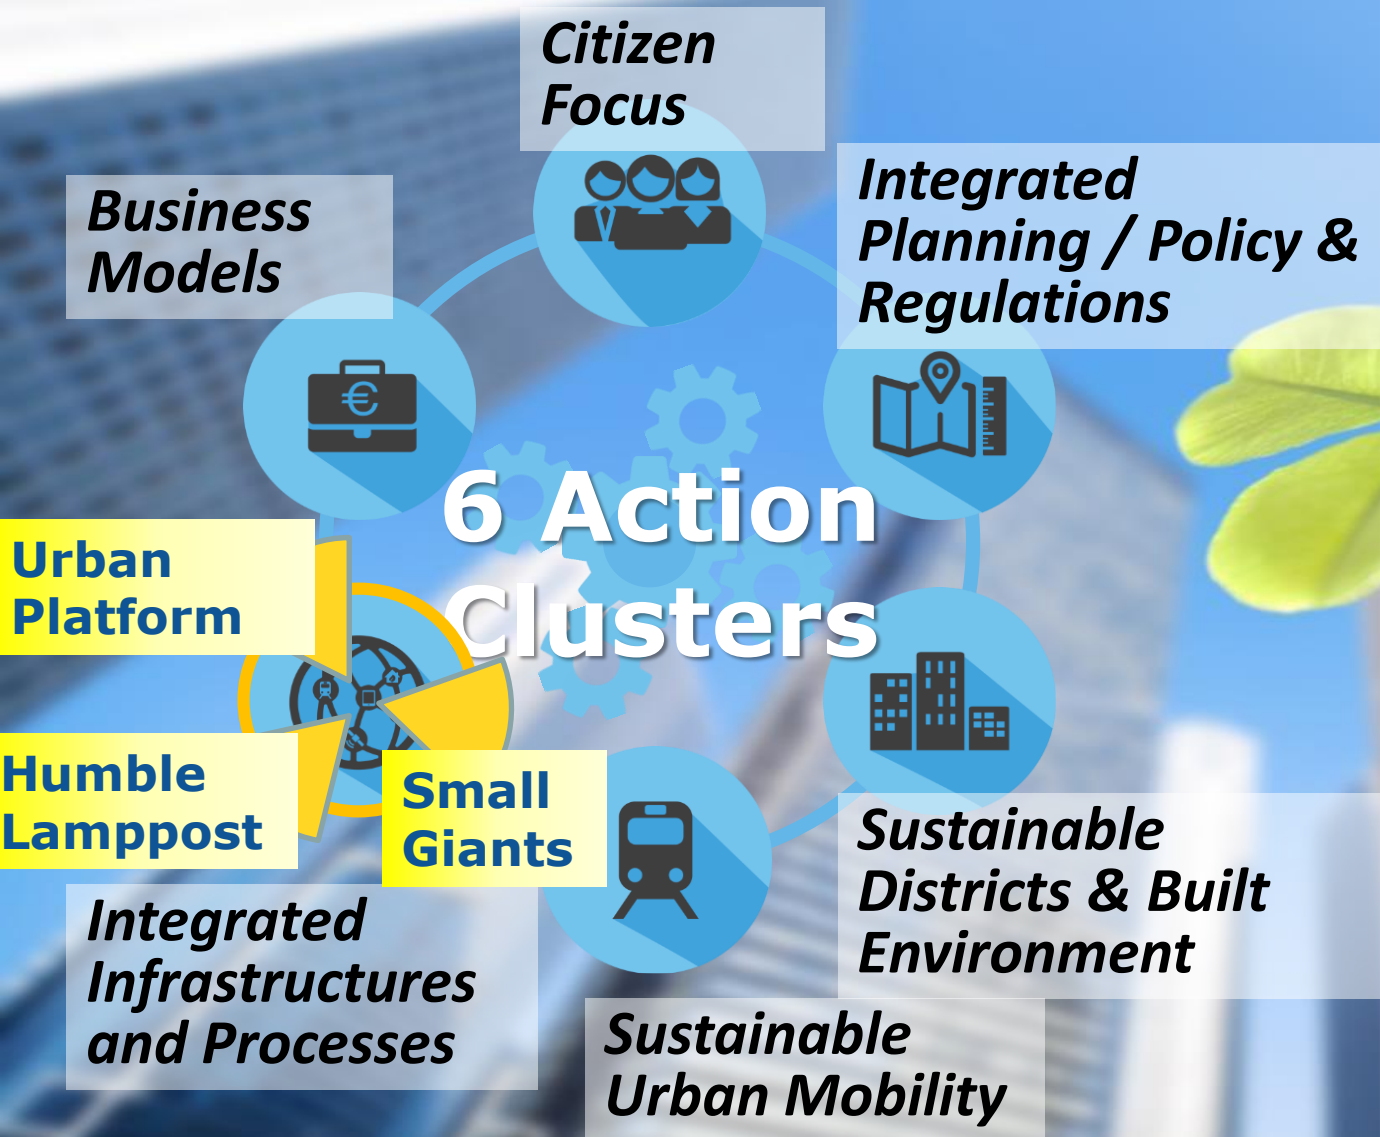 Citizen
Focus
Integrated
Planning / Policy &
Regulations
Business
Models
€
6 Action
Clusters
Urban
Platform
Humble
Lamppost
Small
Giants
Sustainable
Districts & Built
Environment
Integrated
Infrastructures
and Processes
Sustainable
Urban Mobility